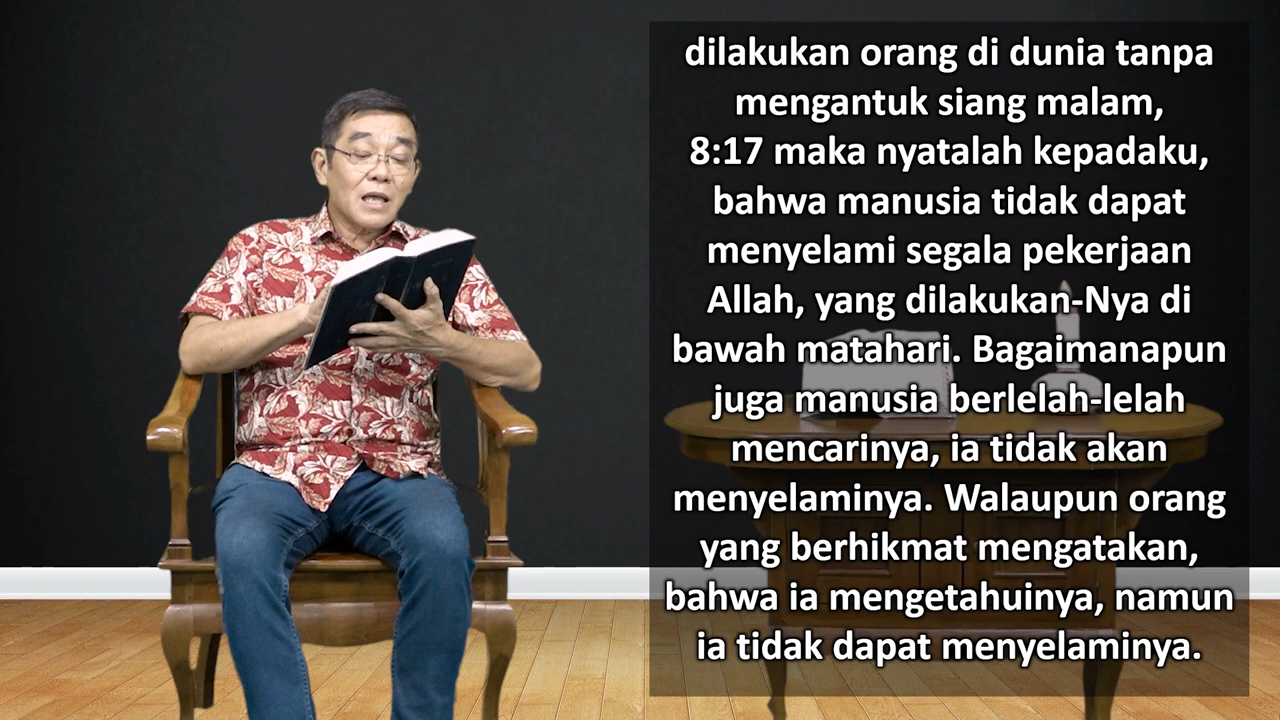 dilakukan orang di dunia tanpa
mengantuk siang malam,
8:17 maka nyatalah kepadaku,
bahwa manusia tidak dapat
menyelami segala pekerjaan
Allah, yang dilakukan-Nya di
bawah matahari. Bagaimanapun
juga manusia berlelah-lelah
mencarinya, ia tidak akan
menyelaminya. Walaupun orang
yang berhikmat mengatakan,
bahwa ia mengetahuinya, namun
ia tidak dapat menyelaminya.